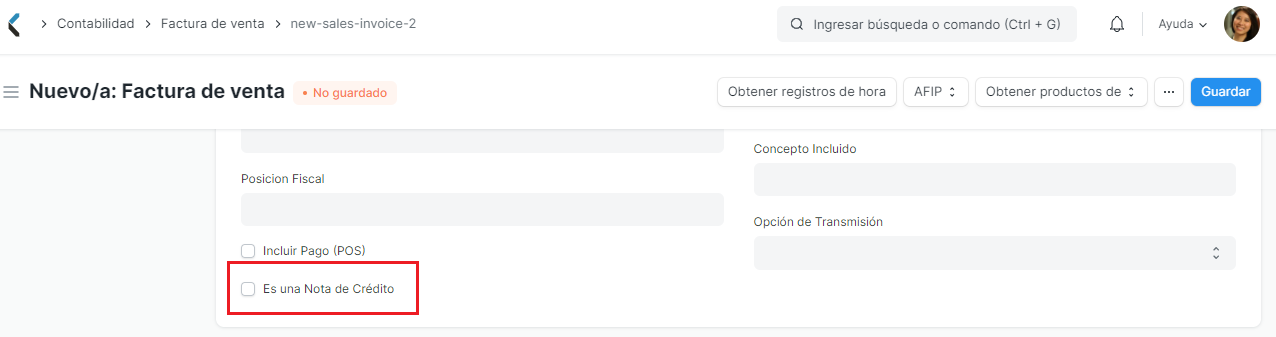 Contabilidad
Factura de venta
new-sales-invoice-2
Ingresar búsqueda o comando (Ctrl + G)
Ayuda
Nuevo/a: Factura de venta
• No guardado
Obtener registros de hora
AFIP
Obtener productos de
...
Guardar
Concepto Incluido
Posicion Fiscal
Opción de Transmisión
Incluir Pago (POS)
Es una Nota de Crédito